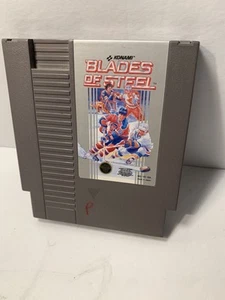 KONAMI
BLADES
OF STEEL
P